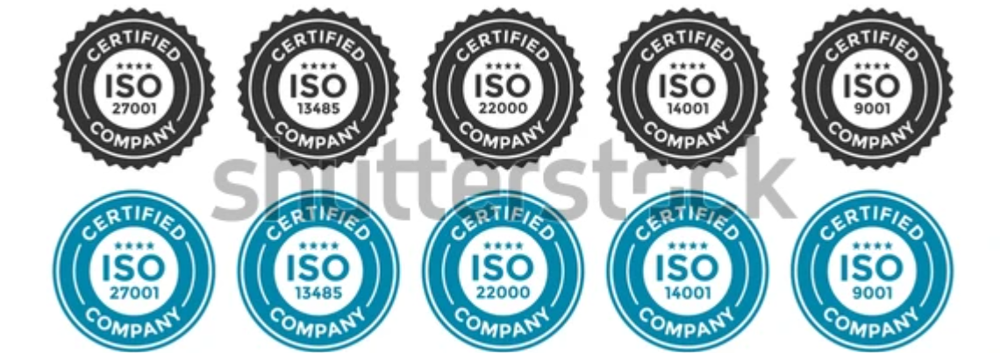 CERTIFIED
ISO
27001
COMPANY
CERTIFIED
ISO
13485
COMPANY
CERTIFIED
ISO
22000
COMPANY
CERTIFIED
ISO
14001
COMPANY
CERTIFIED
ISO
9001
COMPANY
shutterstock
CERTIFIED
ISO
27001
COMPANY
CERTIFIED
ISO
13485
COMPANY
CERTIFIED
ISO
22000
COMPANY
CERTIFIED
ISO
14001
COMPANY
CERTIFIED
ISO
9001
COMPANY